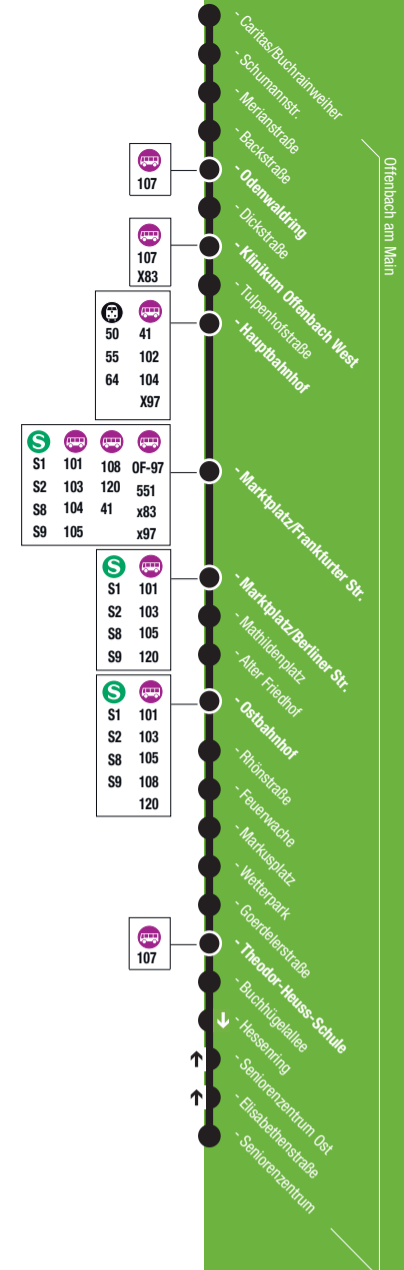 - Caritas/Buchrainweiher
- Schumannstr.
- Merianstraße
- Backstraße
107
- Odenwaldring
- Dickstraße
107
X83
- Klinikum Offenbach West
- Tulpenhofstraße
50 41
55 102
64 104
X97
- Hauptbahnhof
Offenbach am Main
S S1 S2 S8 S9
101 103 104 105
108 120 41
OF-97 551 x83 x97
- Marktplatz/Frankfurter Str.
S
S1 101
S2 103
S8 105
S9 120
- Marktplatz/Berliner Str.
- Mathildenplatz
- Alter Friedhof
S
S1 101
S2 103
S8 105
S9 108
120
- Ostbahnhof
- Rhönstraße
- Feuerwache
- Markusplatz
- Wetterpark
- Goerdelerstraße
107
- Theodor-Heuss-Schule
- Buchhügelallee
- Hessenring
- Seniorenzentrum Ost
- Elisabethenstraße
- Seniorenzentrum